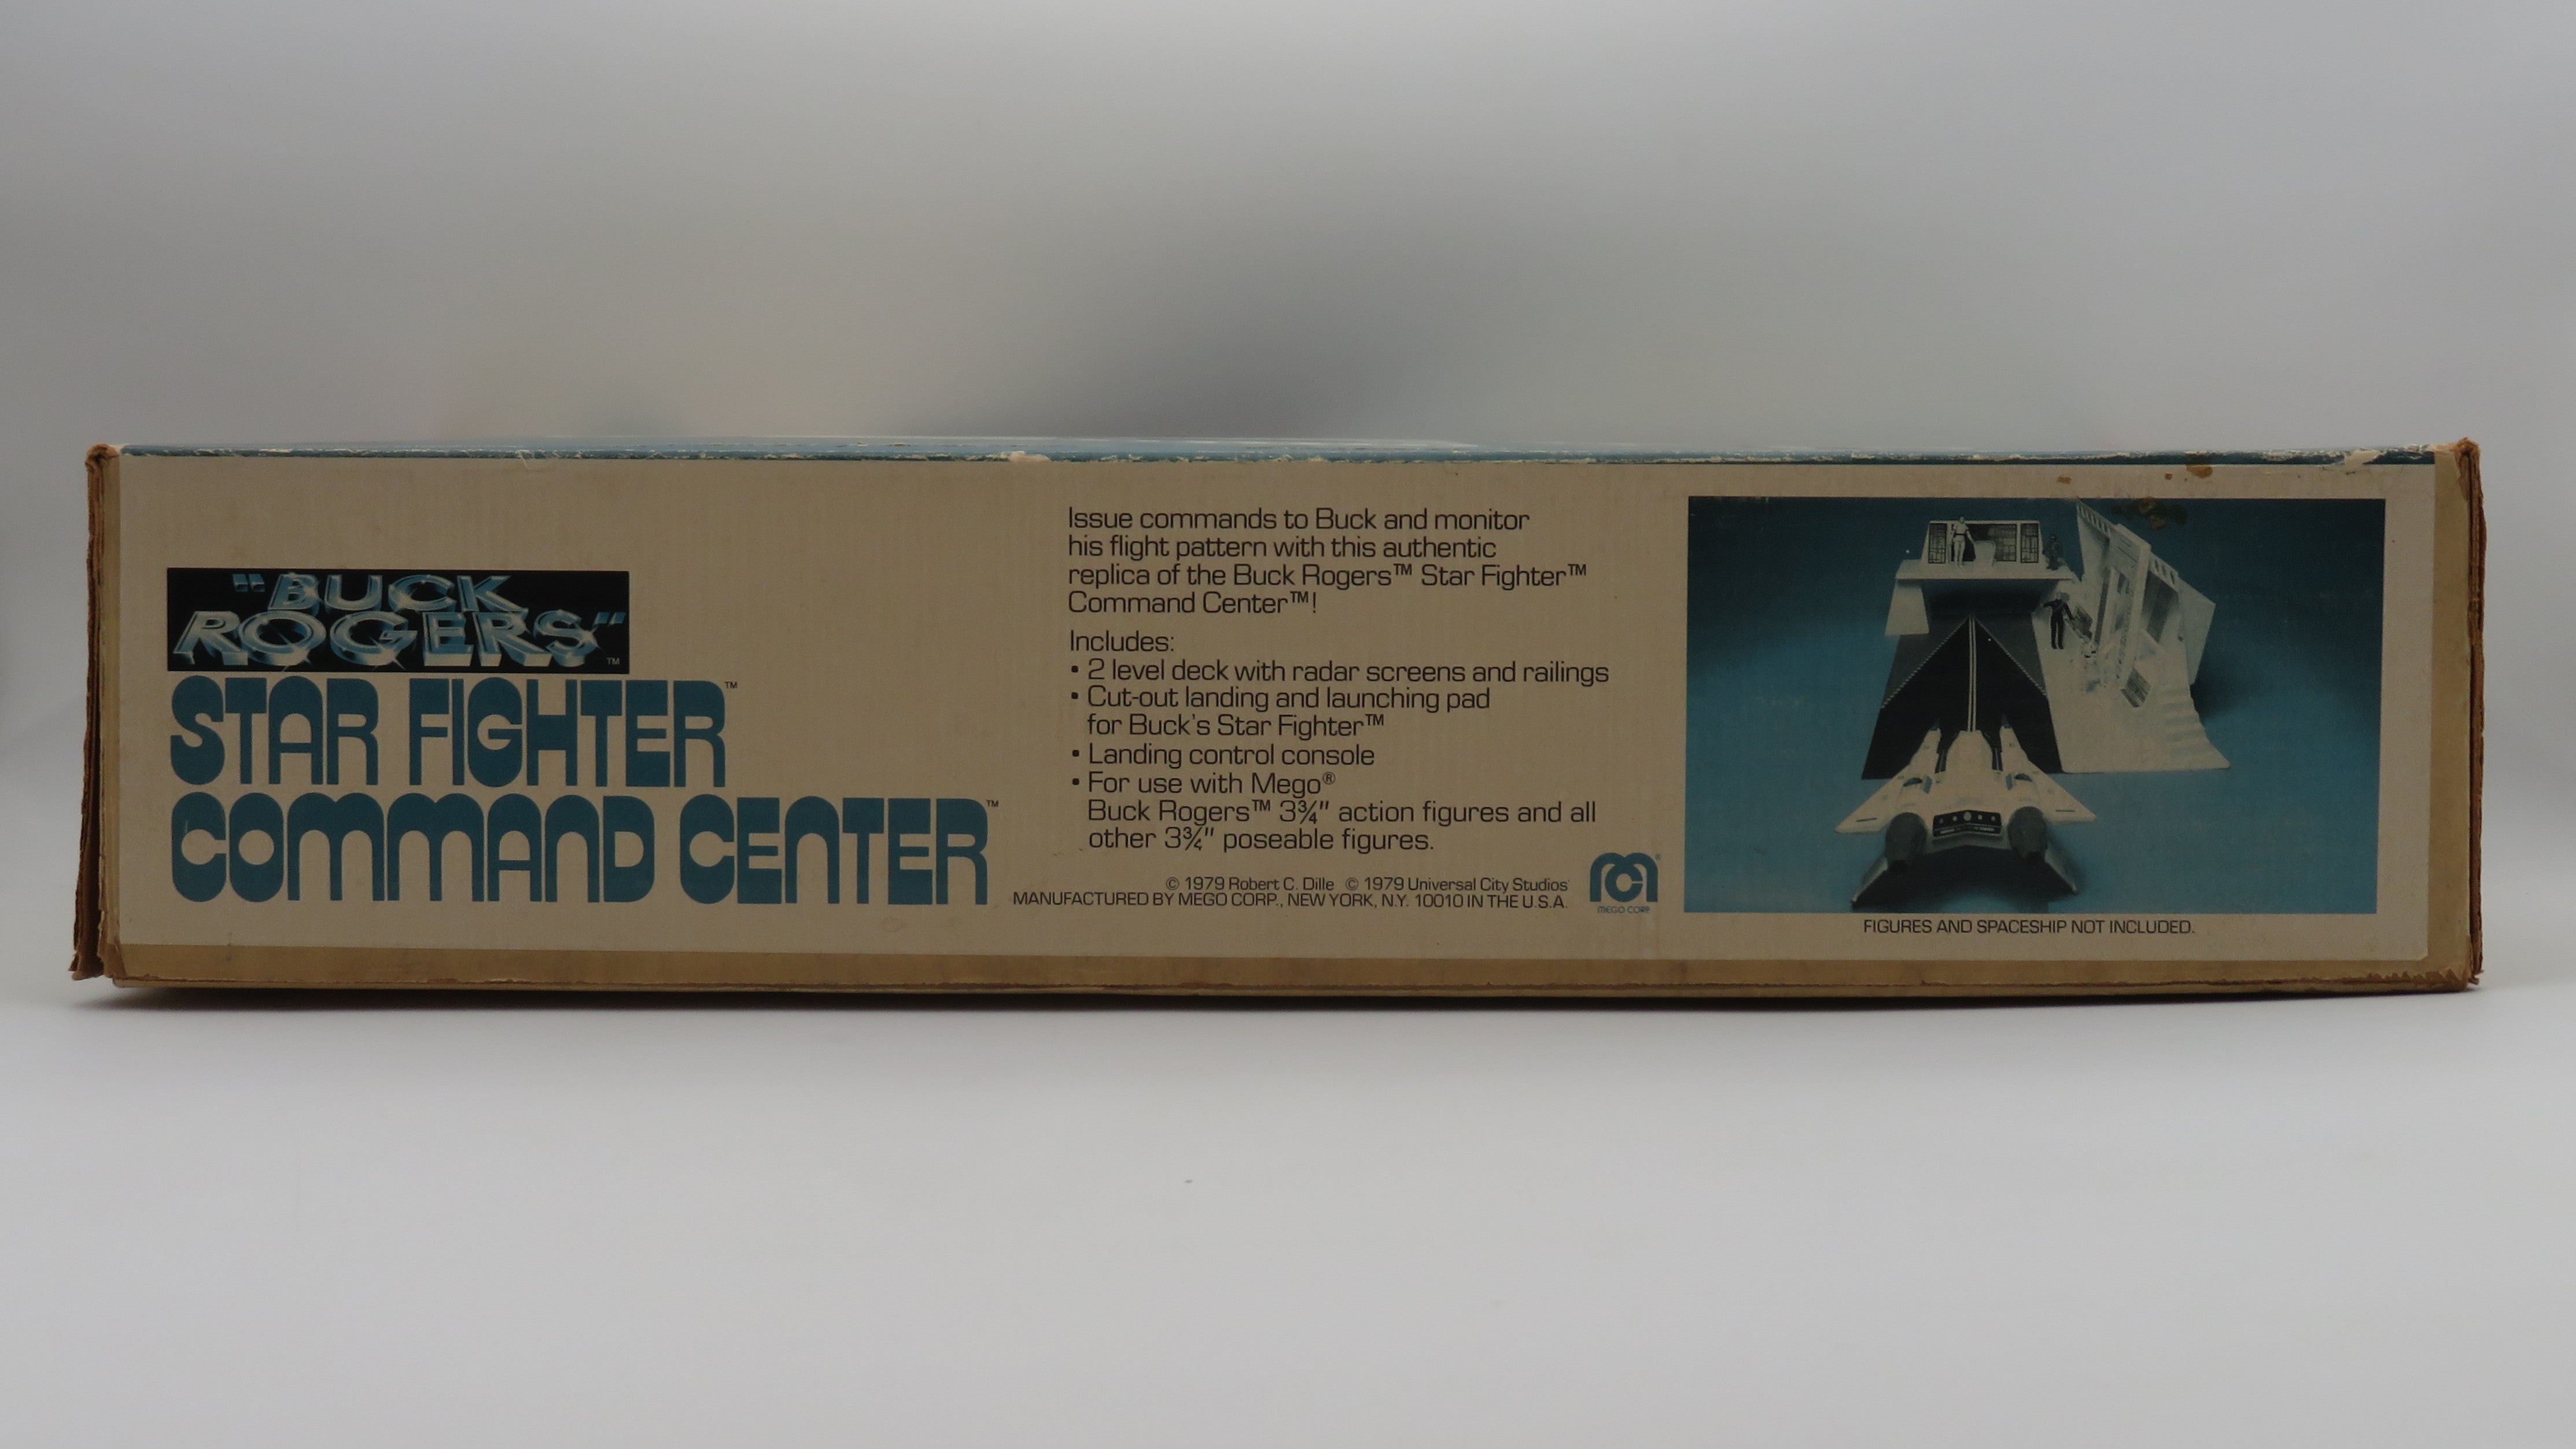 "BUCK
ROGERS"™
STAR FIGHTER™
COMMAND CENTER™
Issue commands to Buck and monitor
his flight pattern with this authentic
replica of the Buck Rogers™ Star Fighter™
Command Center™!
Includes:
• 2 level deck with radar screens and railings
• Cut-out landing and launching pad
for Buck's Star Fighter™
• Landing control console
• For use with Mego®
Buck Rogers™ 3¾" action figures and all
other 3¾" poseable figures.
© 1979 Robert C. Dille © 1979 Universal City Studios
MANUFACTURED BY MEGO CORP., NEW YORK, N.Y. 10010 IN THE U.S.A.
mc®
MEGO CORP.
FIGURES AND SPACESHIP NOT INCLUDED.